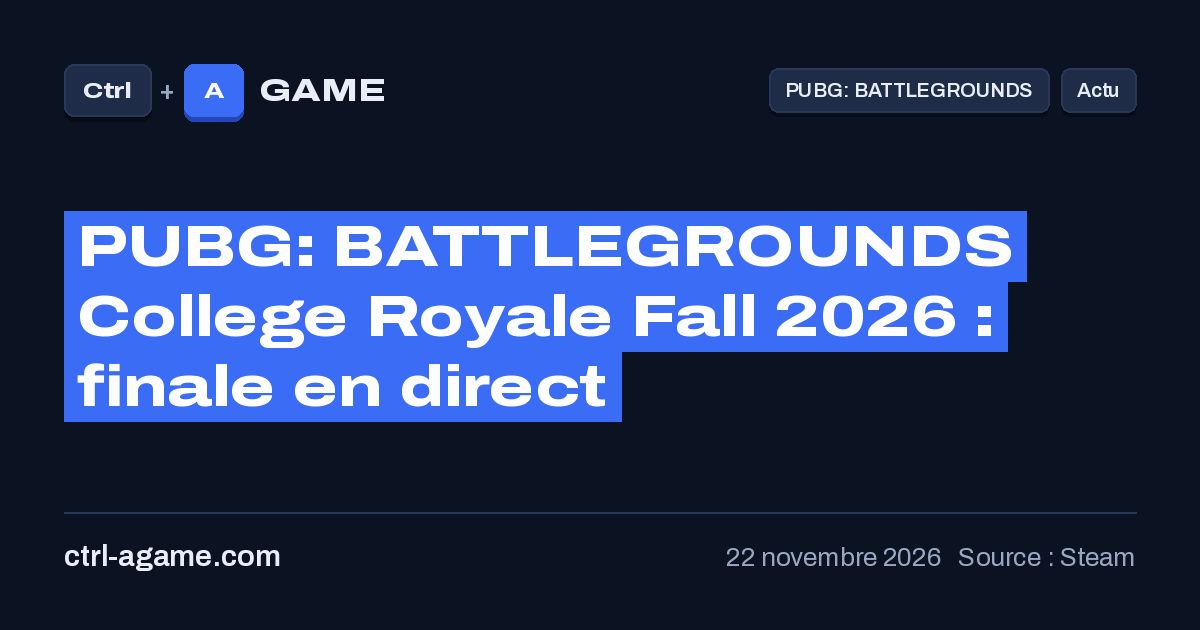 Ctrl + A GAME
PUBG: BATTLEGROUNDS Actu
PUBG: BATTLEGROUNDS
College Royale Fall 2026 :
finale en direct
ctrl-agame.com
22 novembre 2026 Source : Steam